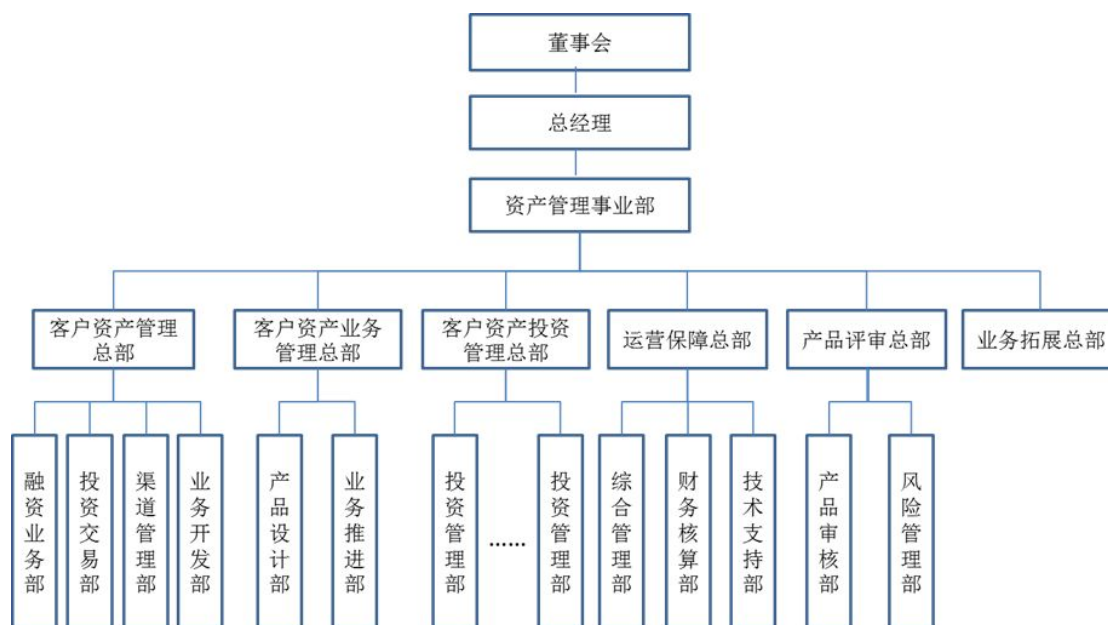 董事会
总经理
资产管理事业部
客户资产管理
总部
客户资产业务
管理总部
客户资产投资
管理总部
运营保障总部
产品评审总部
业务拓展总部
融资业务部
投资交易部
渠道管理部
业务开发部
产品设计部
业务推进部
投资管理部
……
投资管理部
综合管理部
财务核算部
技术支持部
产品审核部
风险管理部